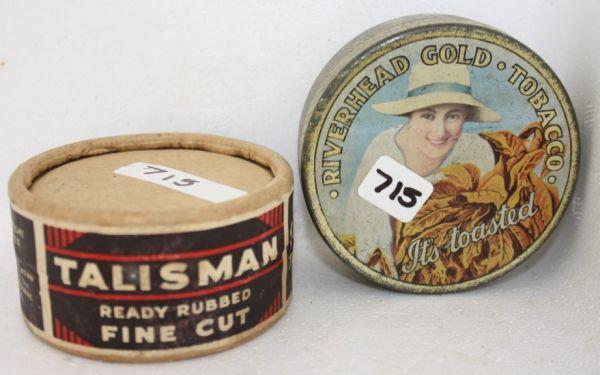 715
TALISMAN
READY RUBBED
FINE CUT
· RIVERHEAD GOLD · TOBACCO ·
715
It's toasted